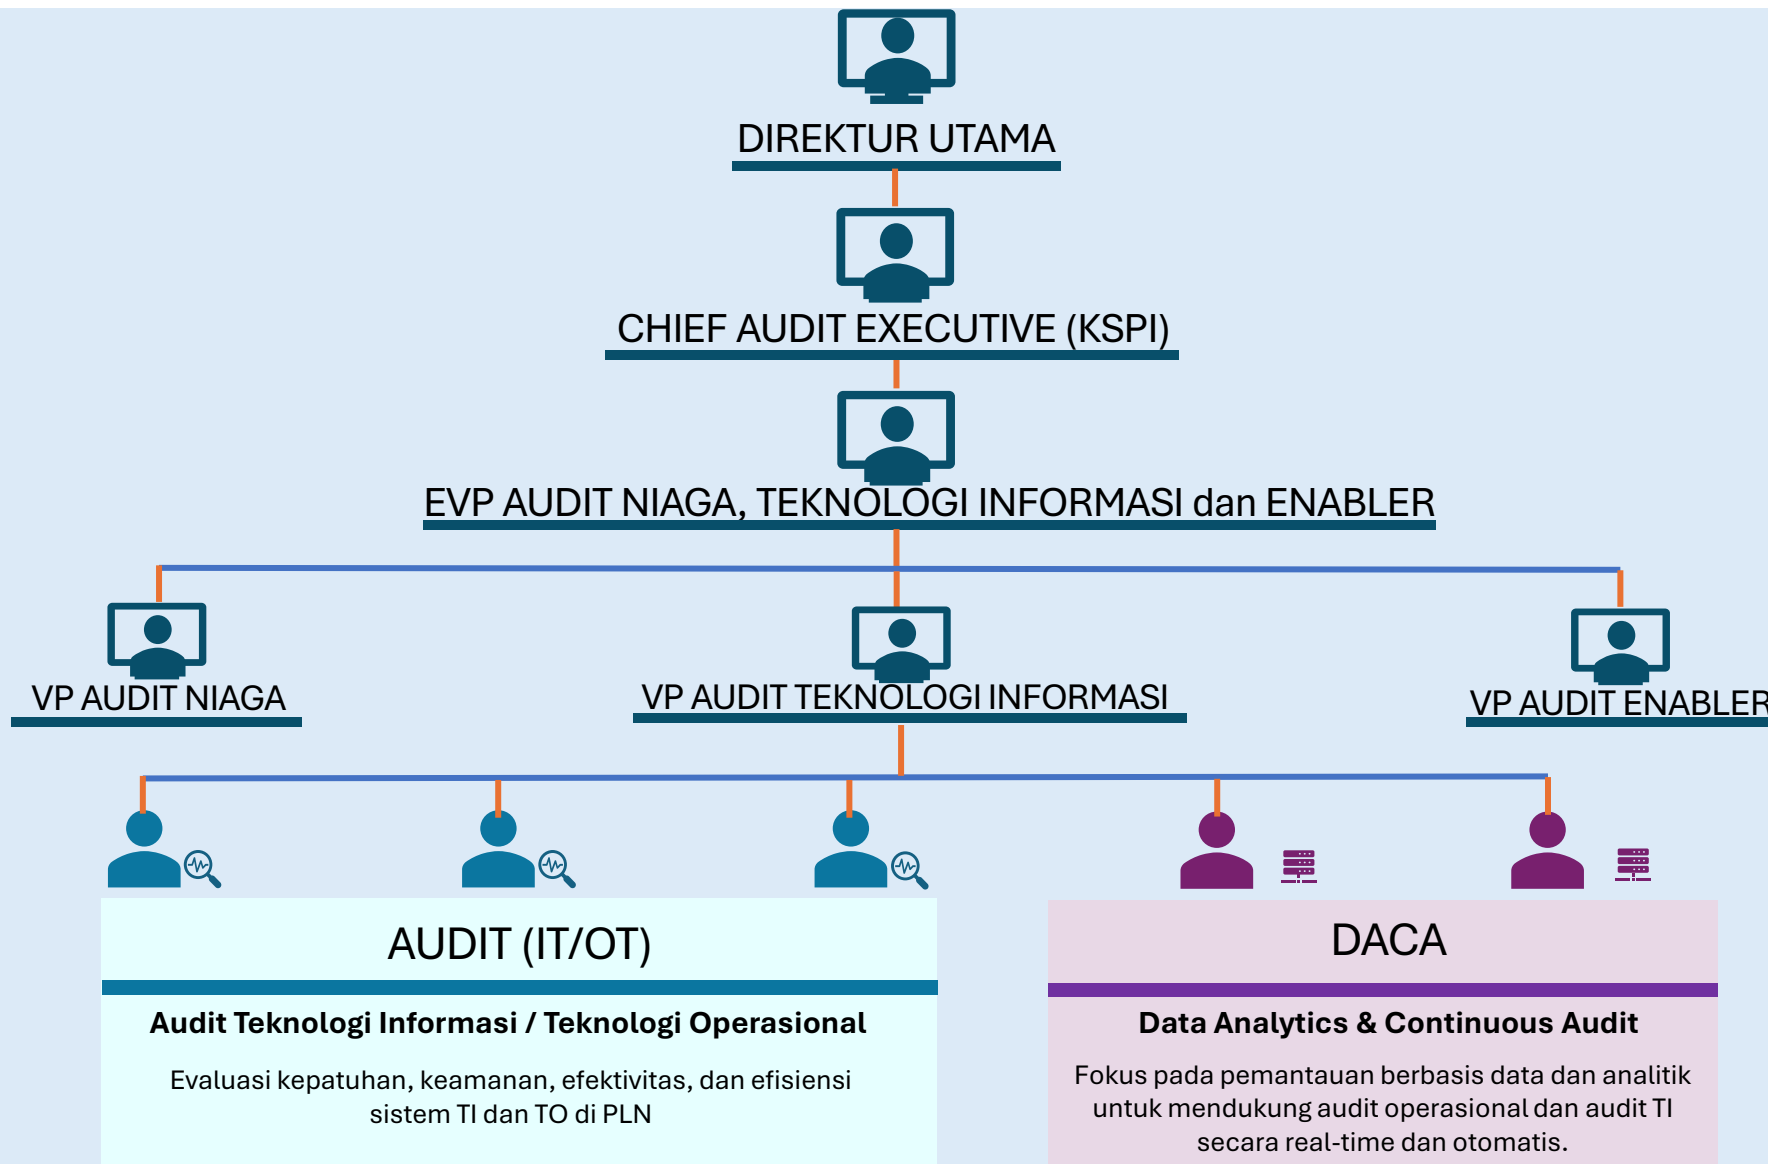 DIREKTUR UTAMA
CHIEF AUDIT EXECUTIVE (KSPI)
EVP AUDIT NIAGA, TEKNOLOGI INFORMASI dan ENABLER
VP AUDIT NIAGA
VP AUDIT TEKNOLOGI INFORMASI
VP AUDIT ENABLER
AUDIT (IT/OT)
Audit Teknologi Informasi / Teknologi Operasional
Evaluasi kepatuhan, keamanan, efektivitas, dan efisiensi
sistem TI dan TO di PLN
DACA
Data Analytics & Continuous Audit
Fokus pada pemantauan berbasis data dan analitik
untuk mendukung audit operasional dan audit TI
secara real-time dan otomatis.